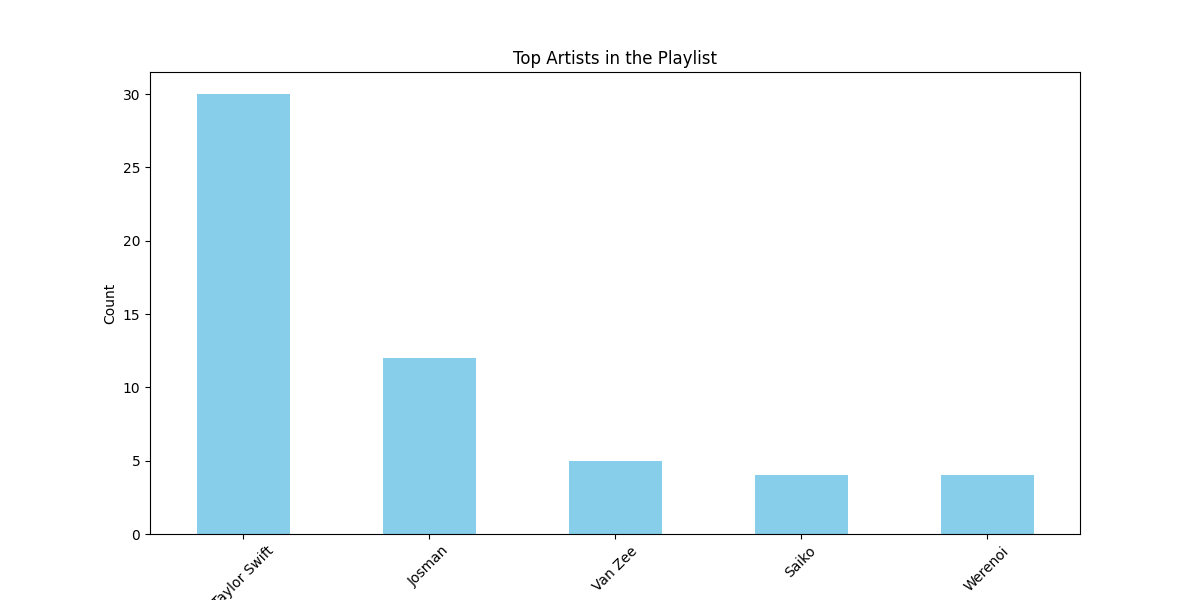 Top Artists in the Playlist
Count
30
25
20
15
10
5
0
Taylor Swift
Josman
Van Zee
Saiko
Werenoi